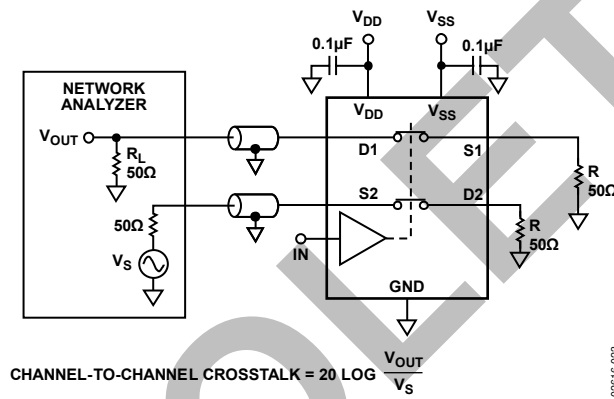 V_DD
V_SS
0.1µF
0.1µF
NETWORK
ANALYZER
V_DD
V_SS
V_OUT
D1
S1
R_L
50Ω
R
50Ω
S2
D2
50Ω
R
50Ω
V_S
IN
GND
CHANNEL-TO-CHANNEL CROSSTALK = 20 LOG V_OUT
V_S
OLET